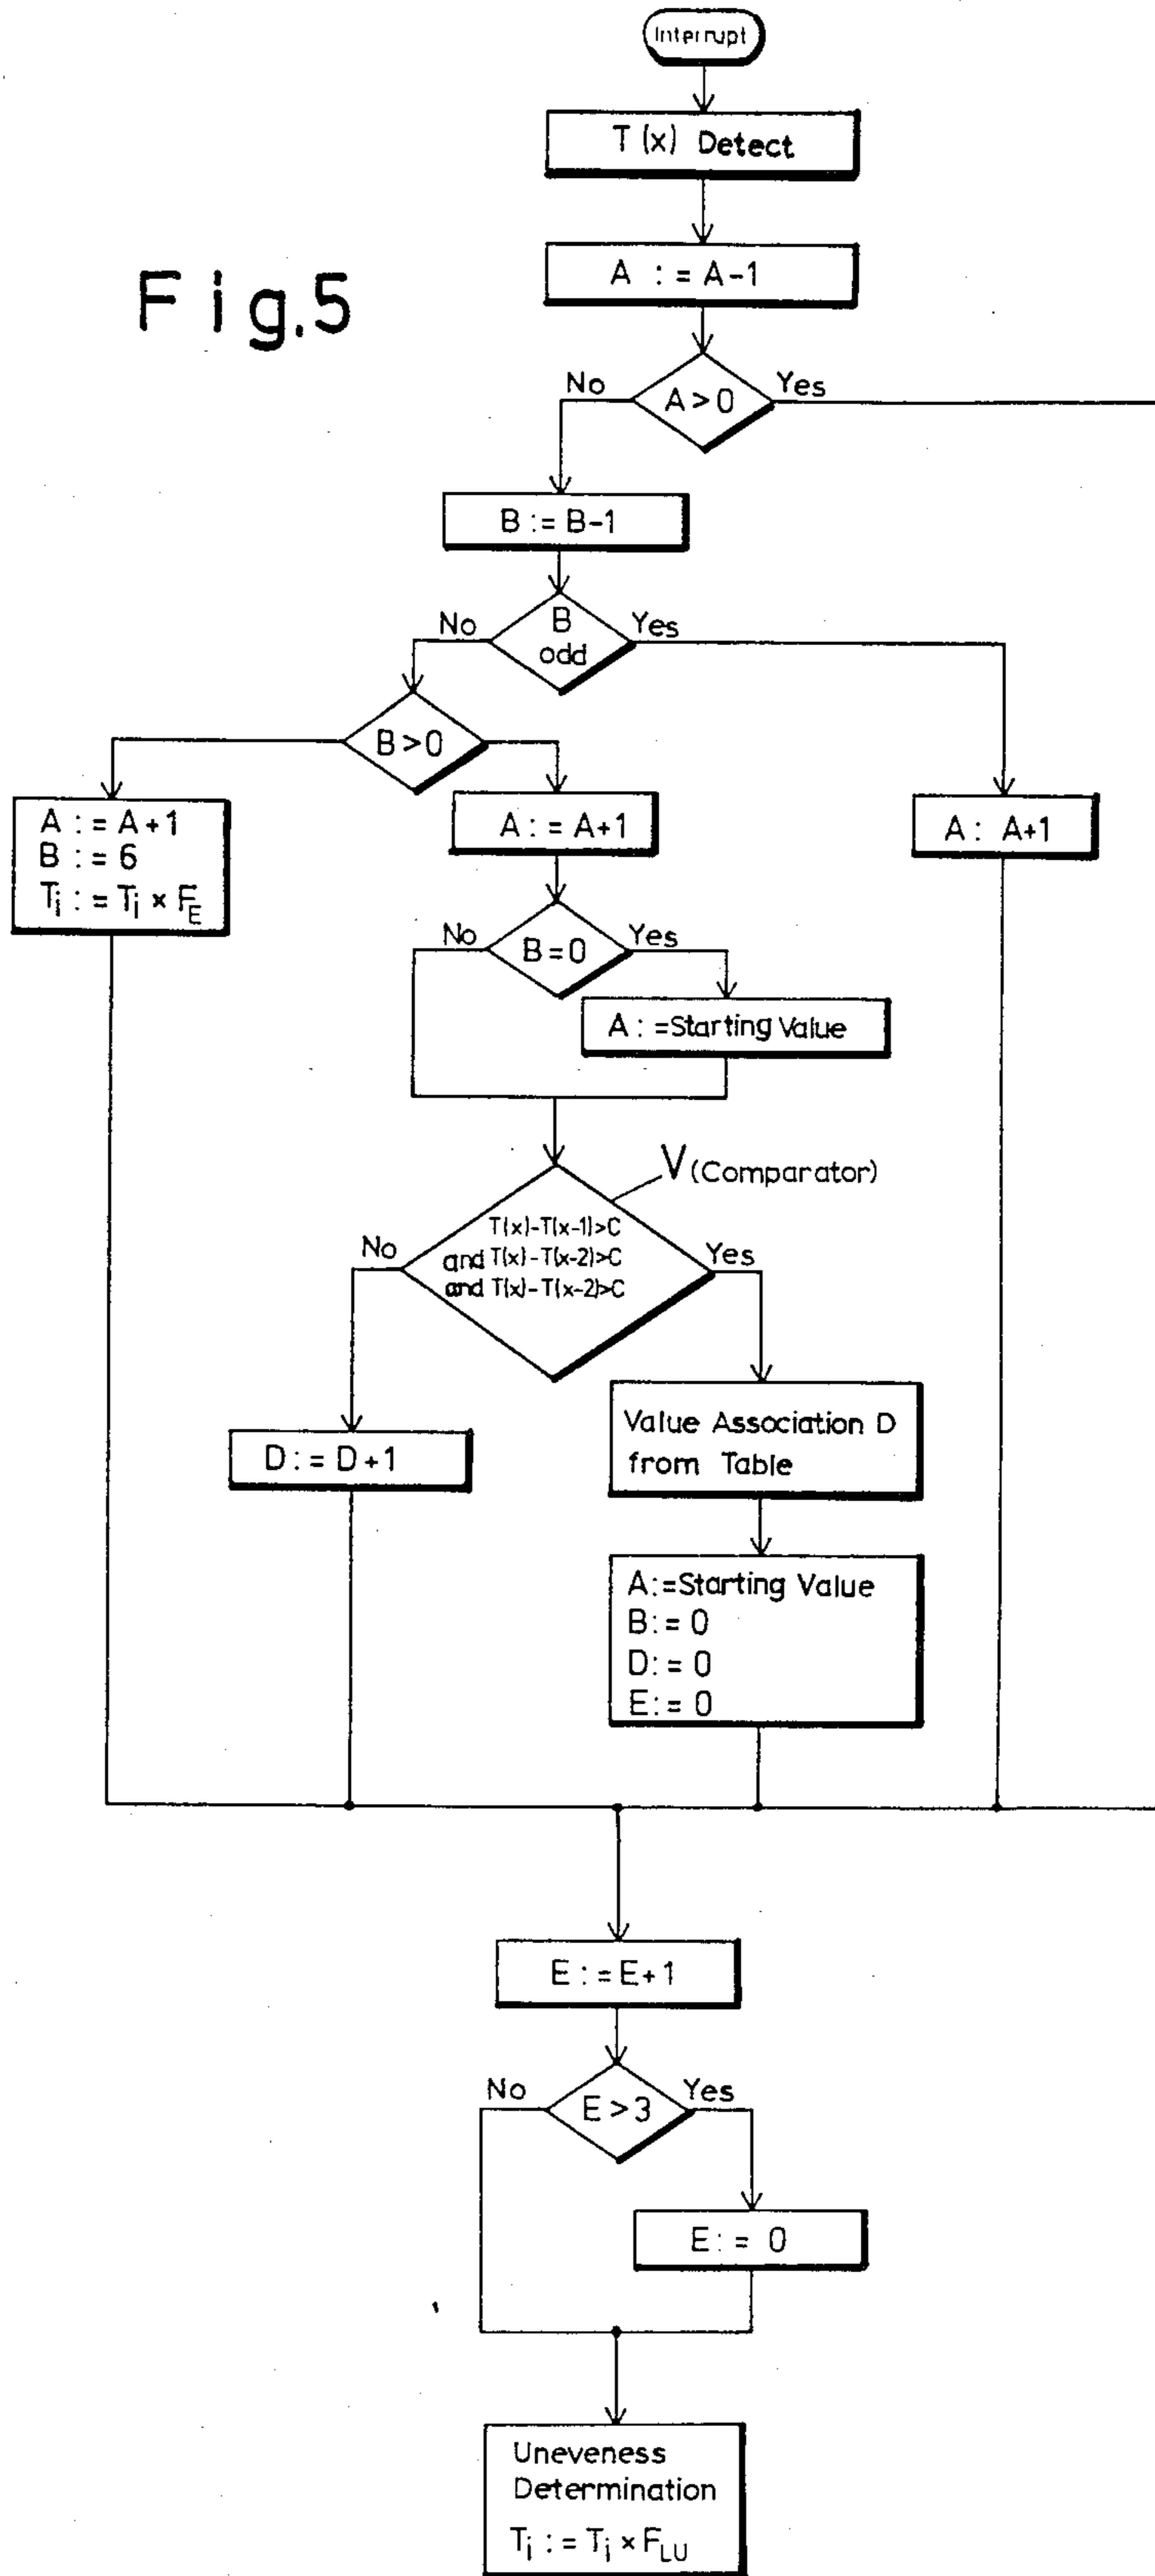 Interrupt
T(x) Detect
A := A-1
Fig.5
No
A>0
Yes
B := B-1
No
B
odd
Yes
B>0
A := A+1
B := 6
Ti := Ti × FE
A := A+1
A: A+1
No
B=0
Yes
A :=Starting Value
V(Comparator)
No
T(x)-T(x-1)>C
and T(x)-T(x-2)>C
and T(x)-T(x-2)>C
Yes
Value Association D
from Table
D := D+1
A:=Starting Value
B:= 0
D:= 0
E:= 0
E := E+1
No
E>3
Yes
E := 0
Uneveness
Determination
Ti := Ti × FLU